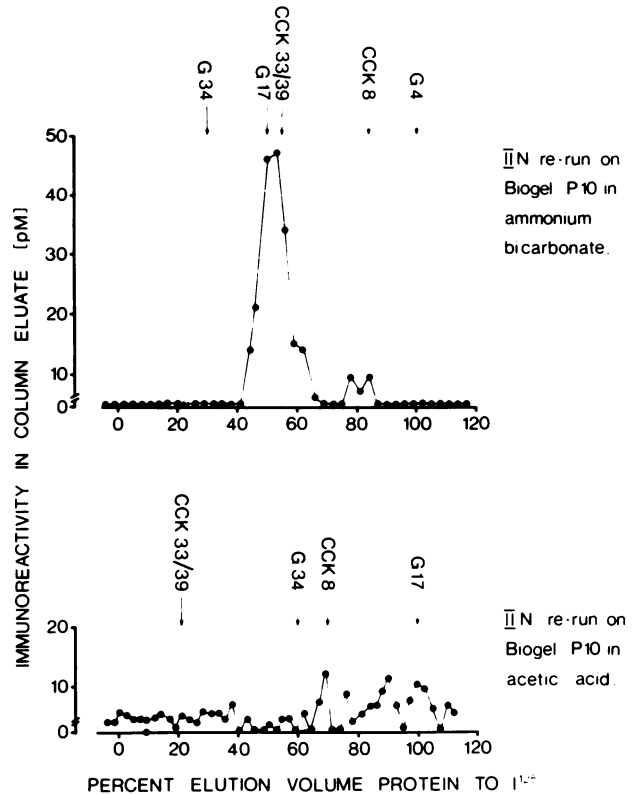 G 34
G 17
CCK 33/39
CCK 8
G 4
50
40
30
20
10
0
0 20 40 60 80 100 120
IIN re-run on
Biogel P10 in
ammonium
bicarbonate.
IMMUNOREACTIVITY IN COLUMN ELUATE [pM]
CCK 33/39
G 34
CCK 8
G 17
20
10
0
0 20 40 60 80 100 120
IIN re-run on
Biogel P10 in
acetic acid.
PERCENT ELUTION VOLUME PROTEIN TO I